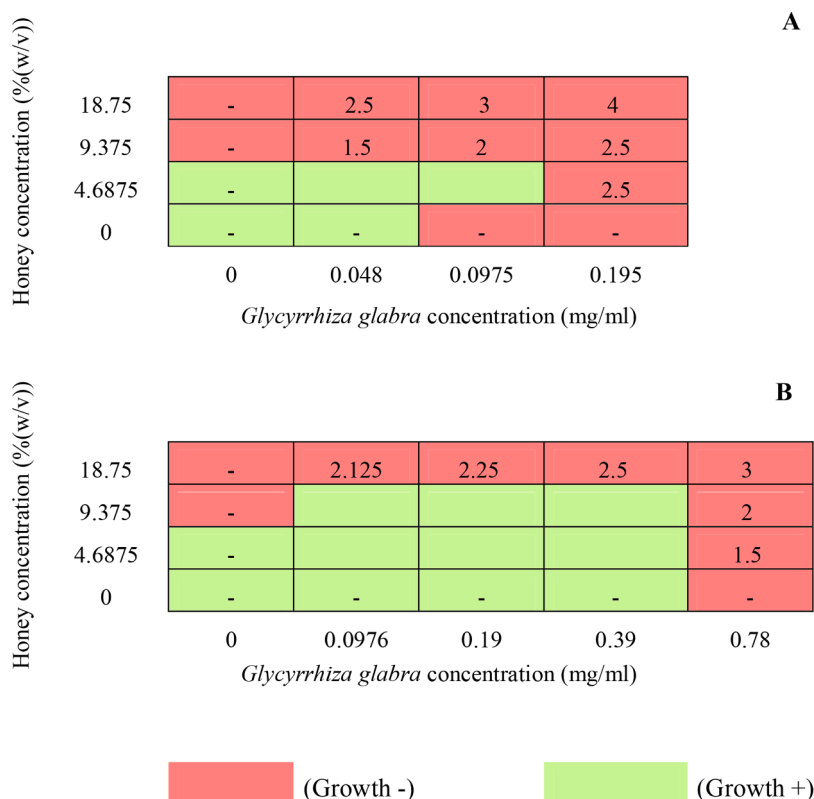 A
Honey concentration (%(w/v))
18.75 - 2.5 3 4
9.375 - 1.5 2 2.5
4.6875 - 2.5
0 - - - -
0 0.048 0.0975 0.195
Glycyrrhiza glabra concentration (mg/ml)
B
Honey concentration (%(w/v))
18.75 - 2.125 2.25 2.5 3
9.375 - 2
4.6875 - 1.5
0 - - - - -
0 0.0976 0.19 0.39 0.78
Glycyrrhiza glabra concentration (mg/ml)
(Growth -) (Growth +)